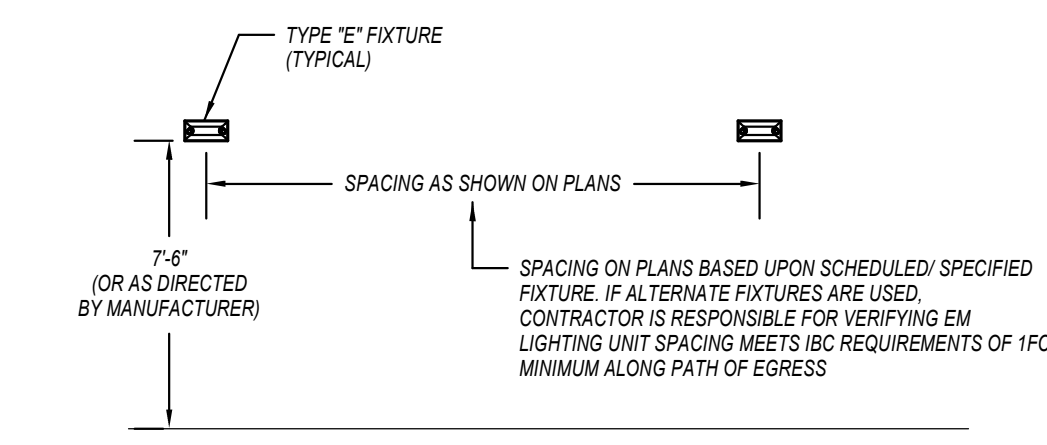 TYPE "E" FIXTURE
(TYPICAL)
SPACING AS SHOWN ON PLANS
7'-6"
(OR AS DIRECTED
BY MANUFACTURER)
SPACING ON PLANS BASED UPON SCHEDULED/ SPECIFIED
FIXTURE. IF ALTERNATE FIXTURES ARE USED,
CONTRACTOR IS RESPONSIBLE FOR VERIFYING EM
LIGHTING UNIT SPACING MEETS IBC REQUIREMENTS OF 1FC
MINIMUM ALONG PATH OF EGRESS